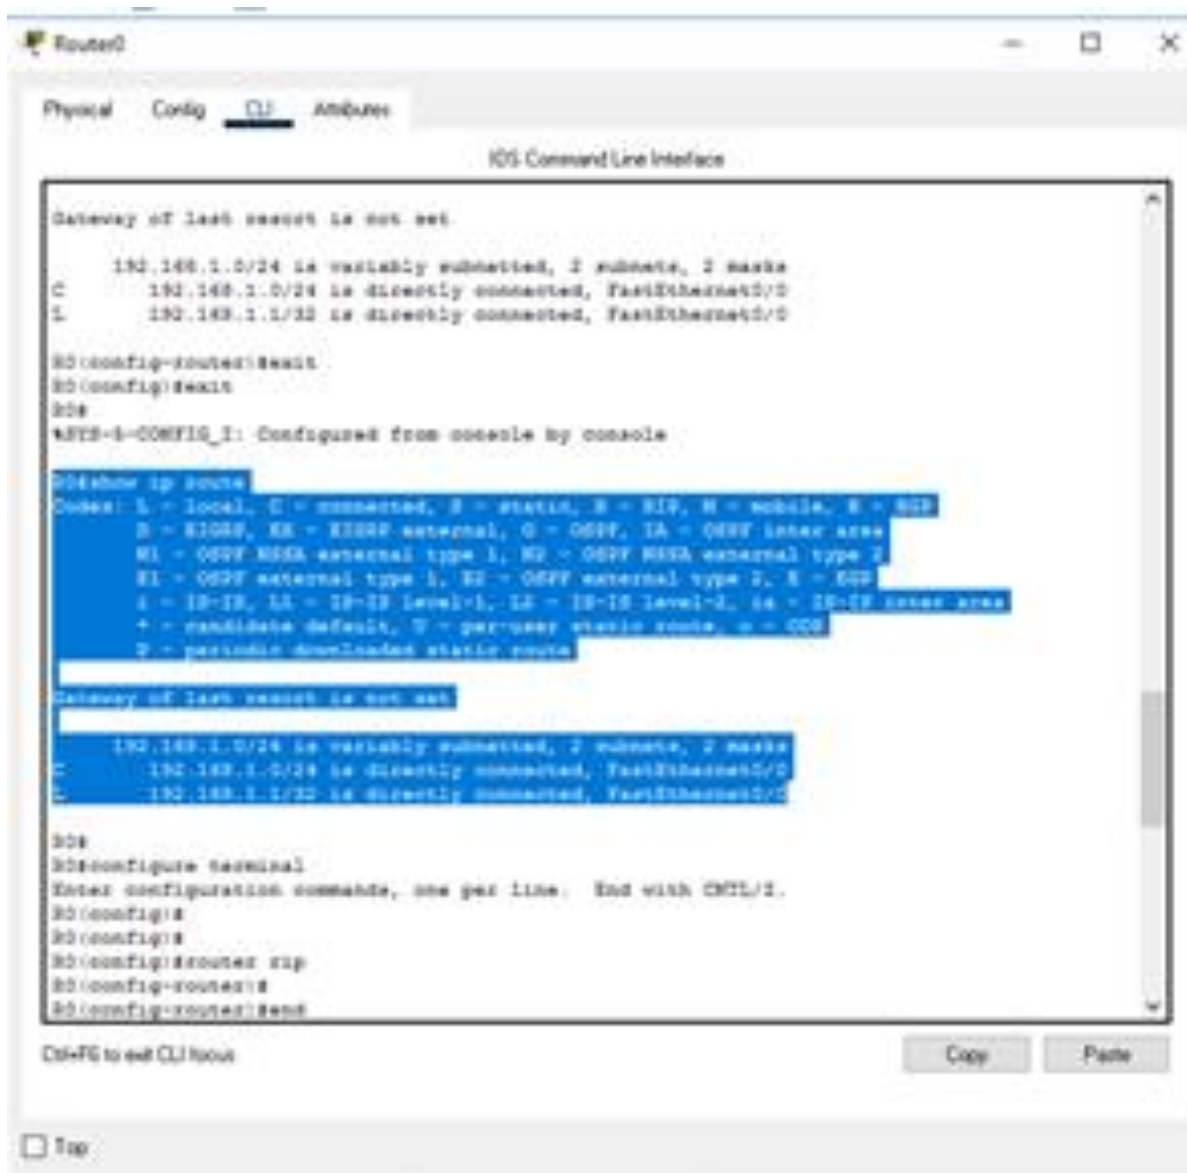 Router0
Physical Config CLI Attributes
IOS Command Line Interface
Gateway of last resort is not set
192.168.1.0/24 is variably subnetted, 2 subnets, 2 masks
C 192.168.1.0/24 is directly connected, FastEthernet0/0
L 192.168.1.1/32 is directly connected, FastEthernet0/0
R0(config-router)#exit
R0(config)#exit
R0#
%SYS-5-CONFIG_I: Configured from console by console
R0#show ip route
Codes: L - local, C - connected, S - static, R - RIP, M - mobile, B - BGP
D - EIGRP, EX - EIGRP external, O - OSPF, IA - OSPF inter area
N1 - OSPF NSSA external type 1, N2 - OSPF NSSA external type 2
E1 - OSPF external type 1, E2 - OSPF external type 2, E - EGP
i - IS-IS, L1 - IS-IS level-1, L2 - IS-IS level-2, ia - IS-IS inter area
* - candidate default, U - per-user static route, o - ODR
P - periodic downloaded static route
Gateway of last resort is not set
192.168.1.0/24 is variably subnetted, 2 subnets, 2 masks
C 192.168.1.0/24 is directly connected, FastEthernet0/0
L 192.168.1.1/32 is directly connected, FastEthernet0/0
R0#
R0#configure terminal
Enter configuration commands, one per line. End with CNTL/Z.
R0(config)#
R0(config)#
R0(config)#router rip
R0(config-router)#
R0(config-router)#end
Ctrl+F6 to exit CLI focus
Copy Paste
Top